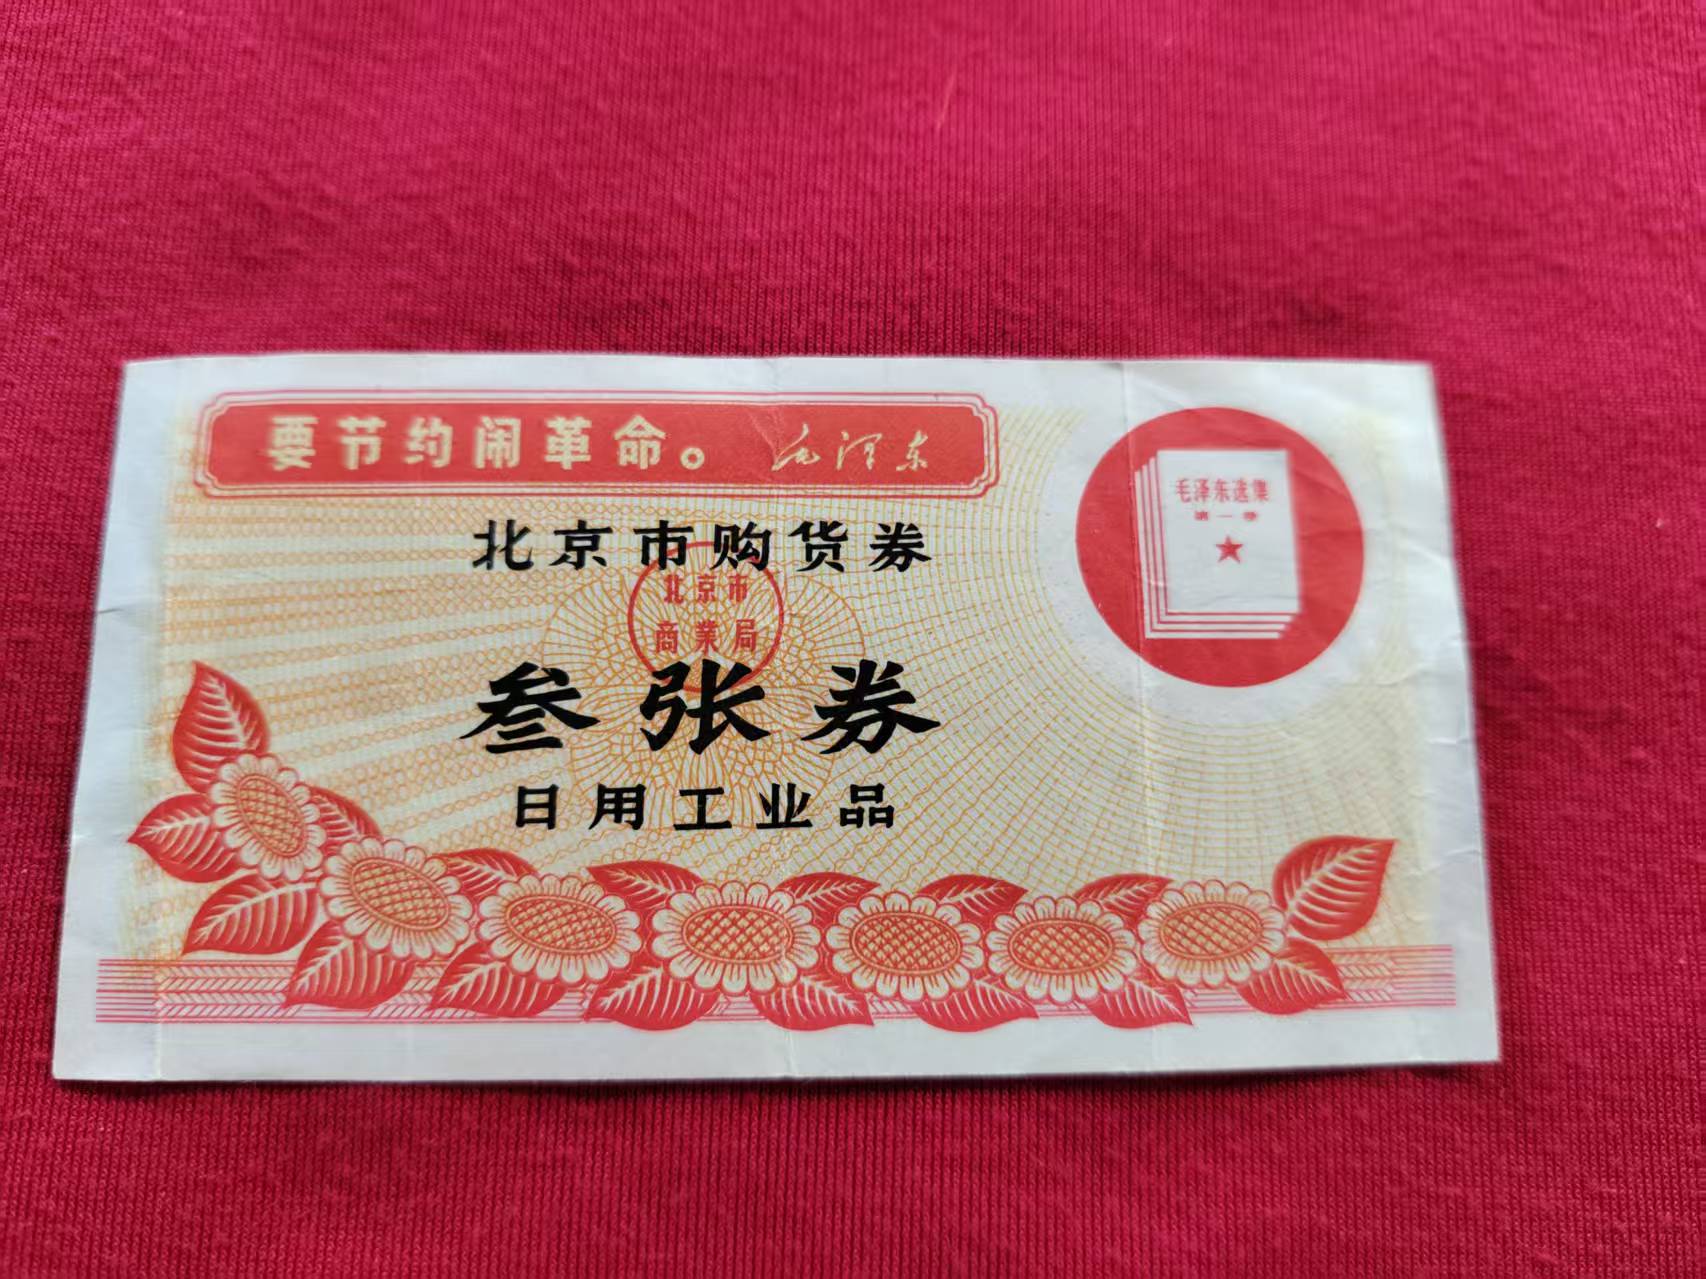 要节约闹革命。 毛泽东
毛泽东选集
第一卷
★
北京市购货券
北京市
商業局
叁张券
日用工业品